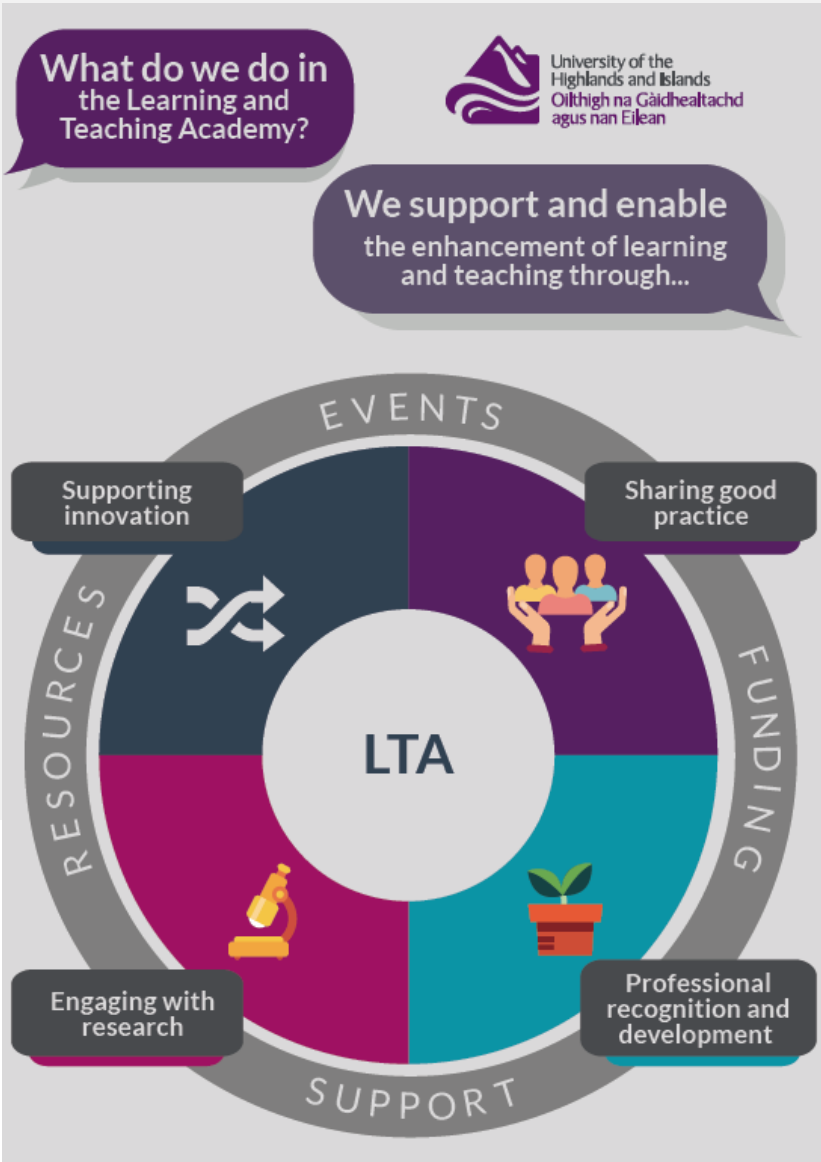 What do we do in
the Learning and
Teaching Academy?
University of the
Highlands and Islands
Oilthigh na Gàidhealtachd
agus nan Eilean
We support and enable
the enhancement of learning
and teaching through...
EVENTS
Supporting
innovation
Sharing good
practice
RESOURCES
FUNDING
LTA
Engaging with
research
Professional
recognition and
development
SUPPORT